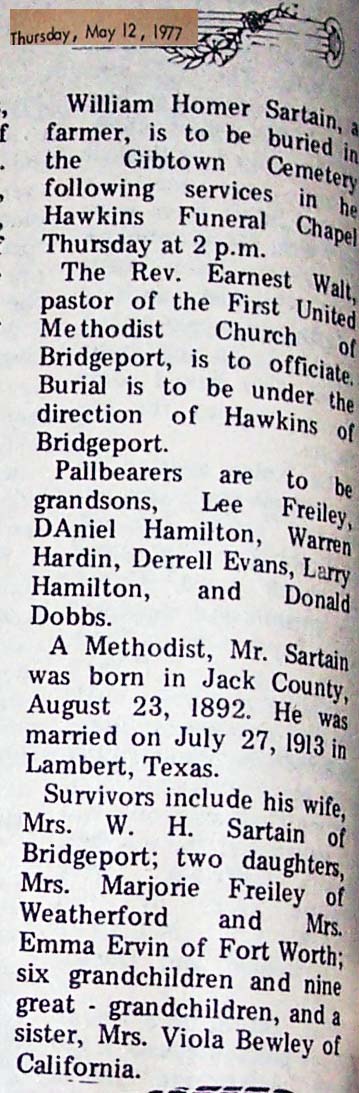 Thursday, May 12, 1977
William Homer Sartain, a
farmer, is to be buried in
the Gibtown Cemetery
following services in he
Hawkins Funeral Chapel
Thursday at 2 p.m.
The Rev. Earnest Walt,
pastor of the First United
Methodist Church of
Bridgeport, is to officiate.
Burial is to be under the
direction of Hawkins of
Bridgeport.
Pallbearers are to be
grandsons, Lee Freiley,
DAniel Hamilton, Warren
Hardin, Derrell Evans, Larry
Hamilton, and Donald
Dobbs.
A Methodist, Mr. Sartain
was born in Jack County,
August 23, 1892. He was
married on July 27, 1913 in
Lambert, Texas.
Survivors include his wife,
Mrs. W. H. Sartain of
Bridgeport; two daughters,
Mrs. Marjorie Freiley of
Weatherford and Mrs.
Emma Ervin of Fort Worth;
six grandchildren and nine
great - grandchildren, and a
sister, Mrs. Viola Bewley of
California.